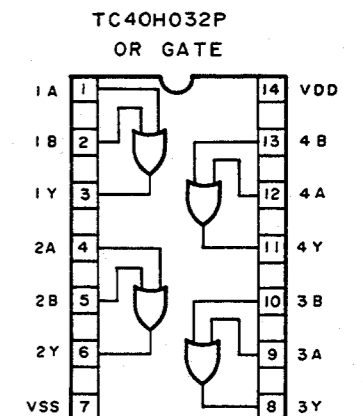 TC40H032P
OR GATE
1A 1 14 VDD
1B 2 13 4B
1Y 3 12 4A
2A 4 11 4Y
2B 5 10 3B
2Y 6 9 3A
VSS 7 8 3Y